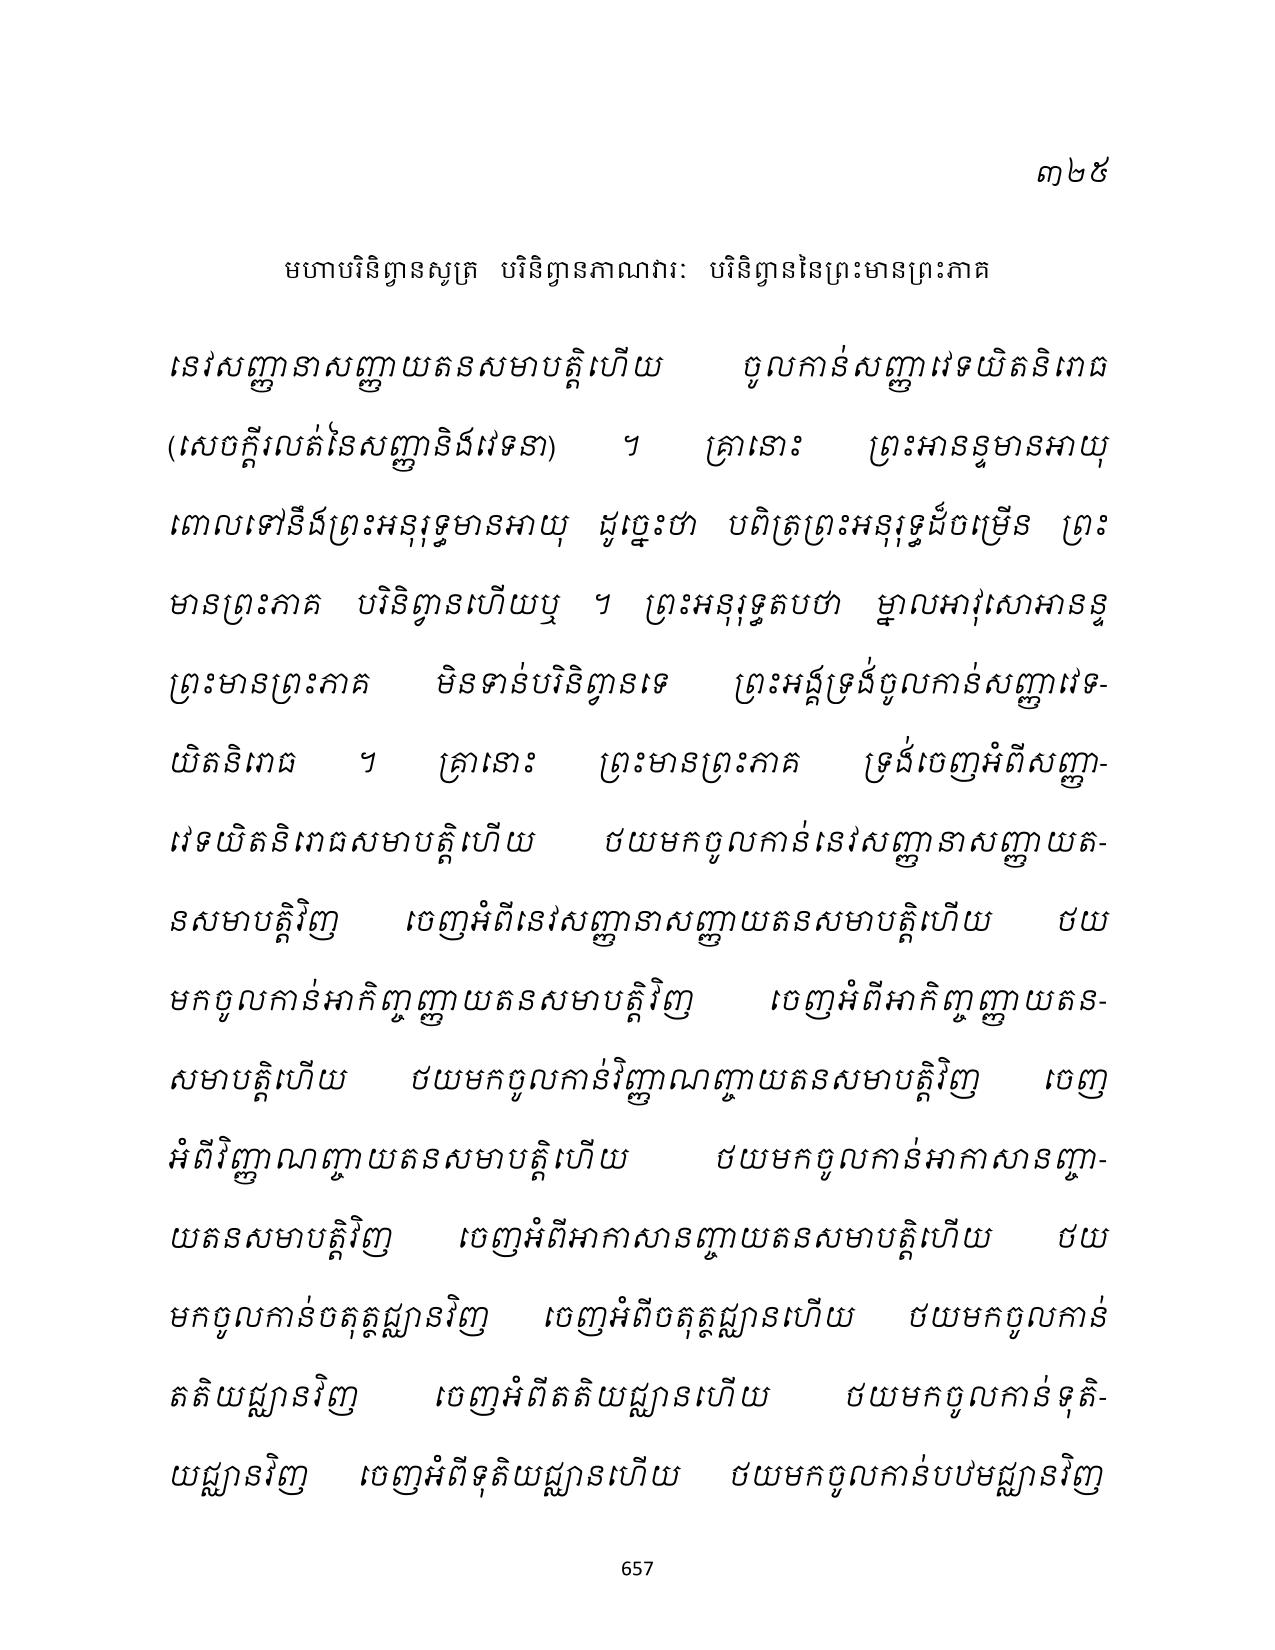 ៣២៥
មហាបរិនិព្វានសូត្រ បរិនិព្វានភាណវារៈ បរិនិព្វាននៃព្រះមានព្រះភាគ
នេវសញ្ញានាសញ្ញាយតនសមាបត្តិហើយ ចូលកាន់សញ្ញាវេទយិតនិរោធ
(សេចក្តីរលត់នៃសញ្ញានិងវេទនា) ។ គ្រានោះ ព្រះអានន្ទមានអាយុ
ពោលទៅនឹងព្រះអនុរុទ្ធមានអាយុ ដូច្នេះថា បពិត្រព្រះអនុរុទ្ធដ៏ចម្រើន ព្រះ
មានព្រះភាគ បរិនិព្វានហើយឬ ។ ព្រះអនុរុទ្ធតបថា ម្នាលអាវុសោអានន្ទ
ព្រះមានព្រះភាគ មិនទាន់បរិនិព្វានទេ ព្រះអង្គទ្រង់ចូលកាន់សញ្ញាវេទ-
យិតនិរោធ ។ គ្រានោះ ព្រះមានព្រះភាគ ទ្រង់ចេញអំពីសញ្ញា-
វេទយិតនិរោធសមាបត្តិហើយ ថយមកចូលកាន់នេវសញ្ញានាសញ្ញាយត-
នសមាបត្តិវិញ ចេញអំពីនេវសញ្ញានាសញ្ញាយតនសមាបត្តិហើយ ថយ
មកចូលកាន់អាកិញ្ចញ្ញាយតនសមាបត្តិវិញ ចេញអំពីអាកិញ្ចញ្ញាយតន-
សមាបត្តិហើយ ថយមកចូលកាន់វិញ្ញាណញ្ចាយតនសមាបត្តិវិញ ចេញ
អំពីវិញ្ញាណញ្ចាយតនសមាបត្តិហើយ ថយមកចូលកាន់អាកាសានញ្ចា-
យតនសមាបត្តិវិញ ចេញអំពីអាកាសានញ្ចាយតនសមាបត្តិហើយ ថយ
មកចូលកាន់ចតុត្ថជ្ឈានវិញ ចេញអំពីចតុត្ថជ្ឈានហើយ ថយមកចូលកាន់
តតិយជ្ឈានវិញ ចេញអំពីតតិយជ្ឈានហើយ ថយមកចូលកាន់ទុតិ-
យជ្ឈានវិញ ចេញអំពីទុតិយជ្ឈានហើយ ថយមកចូលកាន់បឋមជ្ឈានវិញ
657